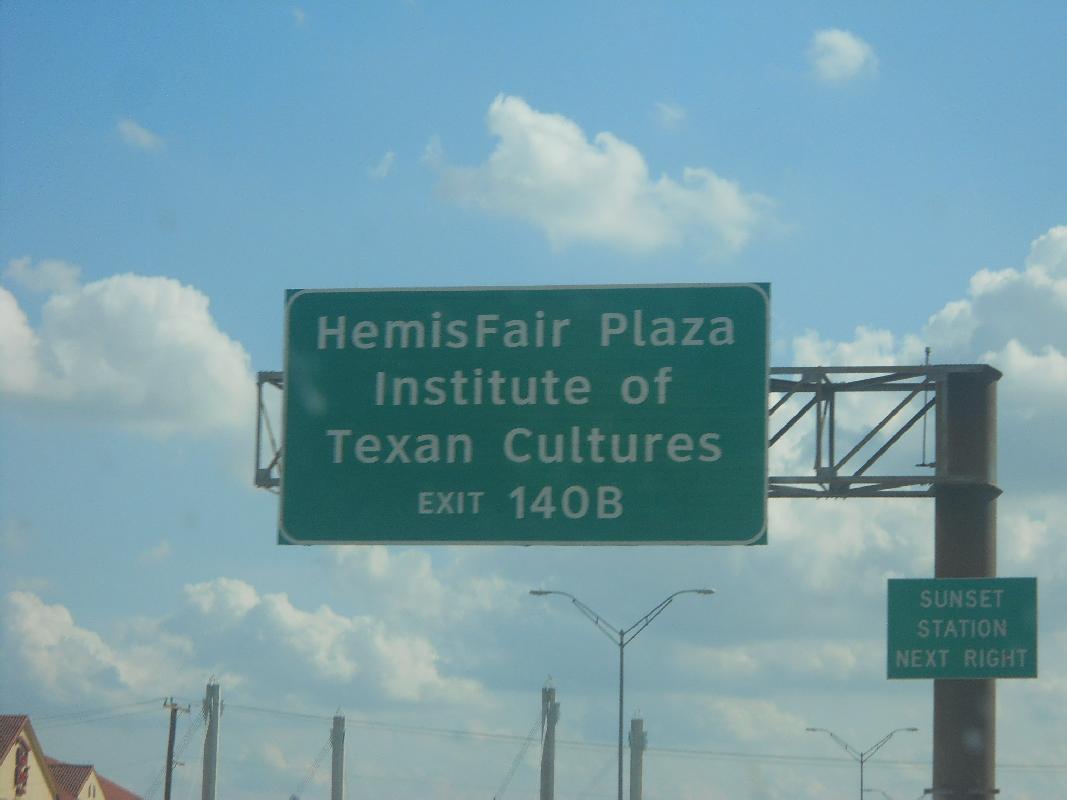 HemisFair Plaza
Institute of
Texan Cultures
EXIT 140B
SUNSET
STATION
NEXT RIGHT